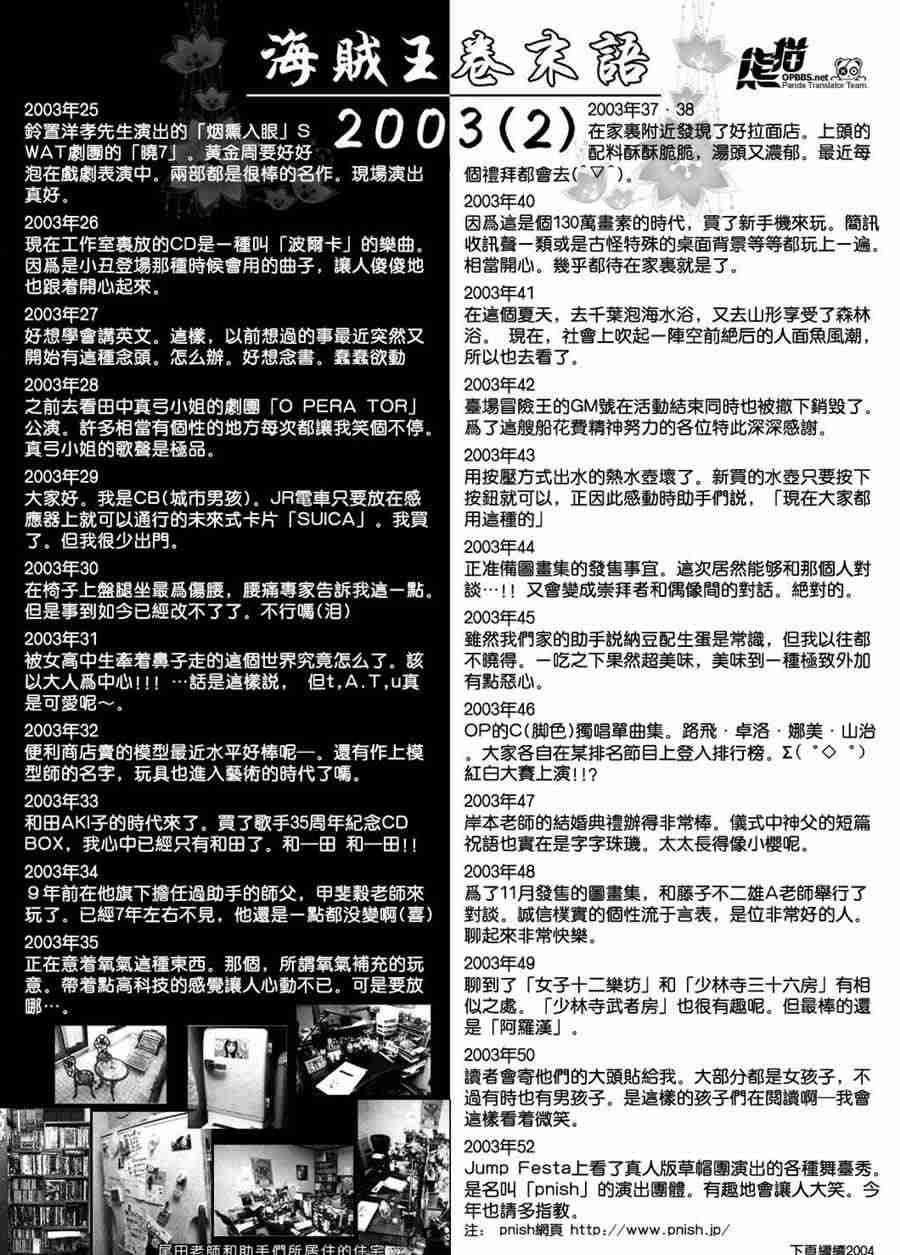 海賊王卷末語
熊猫
OPBBS.net
Panda Translator Team.
2003(2)
2003年25
鈴置洋孝先生演出的「烟熏入眼」S
WAT劇團的「曉7」。黃金周要好好
泡在戲劇表演中。兩部都是很棒的名作。現場演出
真好。
2003年26
現在工作室裏放的CD是一種叫「波爾卡」的樂曲。
因爲是小丑登場那種時候會用的曲子，讓人傻傻地
也跟着開心起來。
2003年27
好想學會講英文。這樣，以前想過的事最近突然又
開始有這種念頭。怎么辦。好想念書。蠢蠢欲動
2003年28
之前去看田中真弓小姐的劇團「O PERA TOR」
公演。許多相當有個性的地方每次都讓我笑個不停。
真弓小姐的歌聲是極品。
2003年29
大家好。我是CB(城市男孩)。JR電車只要放在感
應器上就可以通行的未來式卡片「SUICA」。我買
了。但我很少出門。
2003年30
在椅子上盤腿坐最爲傷腰，腰痛專家告訴我這一點。
但是事到如今已經改不了了。不行嗎(泪)
2003年31
被女高中生牽着鼻子走的這個世界究竟怎么了。該
以大人爲中心!!! …話是這樣説， 但t,A.T,u真
是可愛呢～。
2003年32
便利商店賣的模型最近水平好棒呢—。還有作上模
型師的名字，玩具也進入藝術的時代了嗎。
2003年33
和田AKI子的時代來了。買了歌手35周年紀念CD
BOX，我心中已經只有和田了。和—田 和—田!!
2003年34
９年前在他旗下擔任過助手的師父，甲斐穀老師來
玩了。已經7年左右不見，他還是一點都没變啊(喜)
2003年35
正在意着氧氣這種東西。那個，所謂氧氣補充的玩
意。帶着點高科技的感覺讓人心動不已。可是要放
哪…。
尾田老師和助手們所居住的住宅
2003年37・38
在家裏附近發現了好拉面店。上頭的
配料酥酥脆脆，湯頭又濃郁。最近每
個禮拜都會去(ˆ▽ˆ)。
2003年40
因爲這是個130萬畫素的時代，買了新手機來玩。簡訊
收訊聲一類或是古怪特殊的桌面背景等等都玩上一遍。
相當開心。幾乎都待在家裏就是了。
2003年41
在這個夏天，去千葉泡海水浴，又去山形享受了森林
浴。 現在，社會上吹起一陣空前絶后的人面魚風潮，
所以也去看了。
2003年42
臺場冒險王的GM號在活動結束同時也被撤下銷毀了。
爲了這艘船花費精神努力的各位特此深深感謝。
2003年43
用按壓方式出水的熱水壺壞了。新買的水壺只要按下
按鈕就可以，正因此感動時助手們説，「現在大家都
用這種的」
2003年44
正准備圖畫集的發售事宜。這次居然能够和那個人對
談…!! 又會變成崇拜者和偶像間的對話。絶對的。
2003年45
雖然我們家的助手説納豆配生蛋是常識，但我以往都
不曉得。一吃之下果然超美味，美味到一種極致外加
有點惡心。
2003年46
OP的C(脚色)獨唱單曲集。路飛・卓洛・娜美・山治
。大家各自在某排名節目上登入排行榜。Σ( ﾟ◇ ﾟ)
紅白大賽上演!!?
2003年47
岸本老師的結婚典禮辦得非常棒。儀式中神父的短篇
祝語也實在是字字珠璣。太太長得像小櫻呢。
2003年48
爲了11月發售的圖畫集，和藤子不二雄A老師舉行了
對談。誠信樸實的個性流于言表，是位非常好的人。
聊起來非常快樂。
2003年49
聊到了「女子十二樂坊」和「少林寺三十六房」有相
似之處。「少林寺武者房」也很有趣呢。但最棒的還
是「阿羅漢」。
2003年50
讀者會寄他們的大頭貼給我。大部分都是女孩子，不
過有時也有男孩子。是這樣的孩子們在閲讀啊—我會
這樣看着微笑。
2003年52
Jump Festa上看了真人版草帽團演出的各種舞臺秀。
是名叫「pnish」的演出團體。有趣地會讓人大笑。今
年也請多指教。
注： pnish網頁 http://www.pnish.jp/
下頁繼續2004